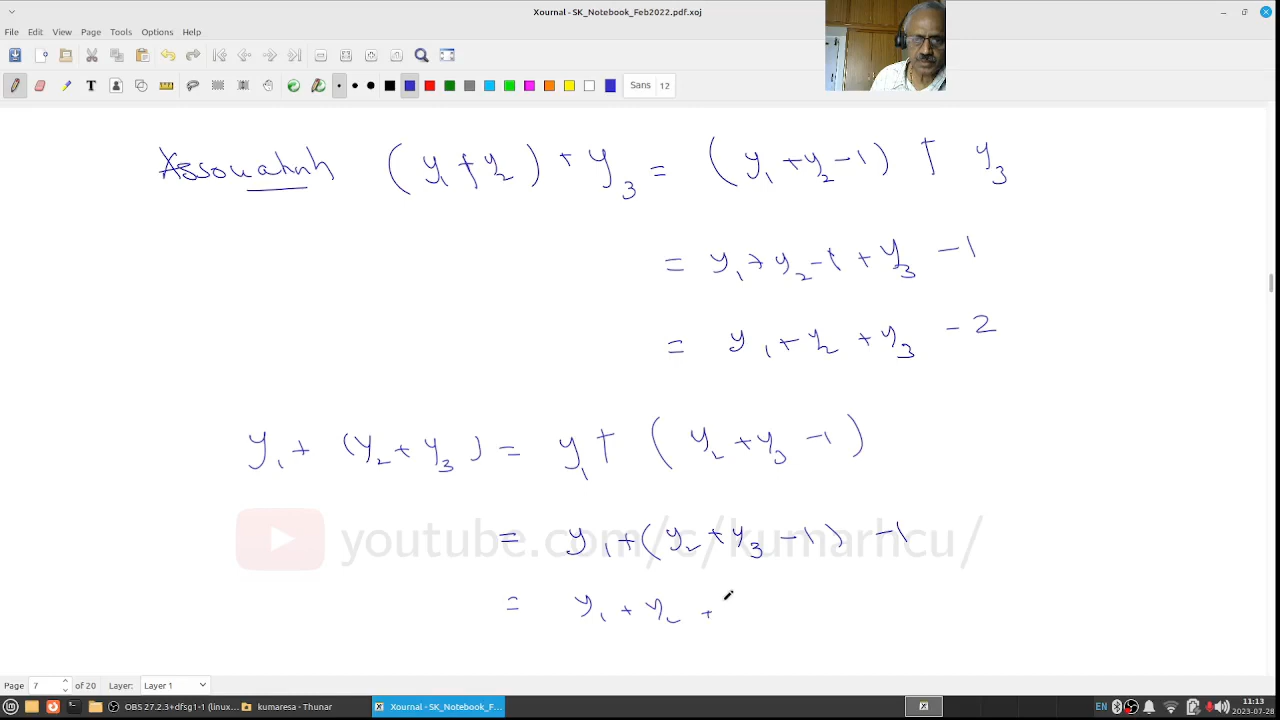 Xournal - SK_Notebook_Feb2022.pdf.xoj
File Edit View Page Tools Options Help
T Sans 12
(y₁ + y₂) + y₃ = (y₁ + y₂ - 1) + y₃
= y₁ + y₂ - 1 + y₃ - 1
= y₁ + y₂ + y₃ - 2
y₁ + (y₂ + y₃) = y₁ + (y₂ + y₃ - 1)
= y₁ + (y₂ + y₃ - 1) - 1
youtube.com/c/kumarhcu/
= y₁ + y₂ +
Page 7 of 20 Layer: Layer 1
OBS 27.2.3+dfsg1-1 (linux... kumaresa - Thunar Xournal - SK_Notebook_F... EN 11:13
2023-07-28